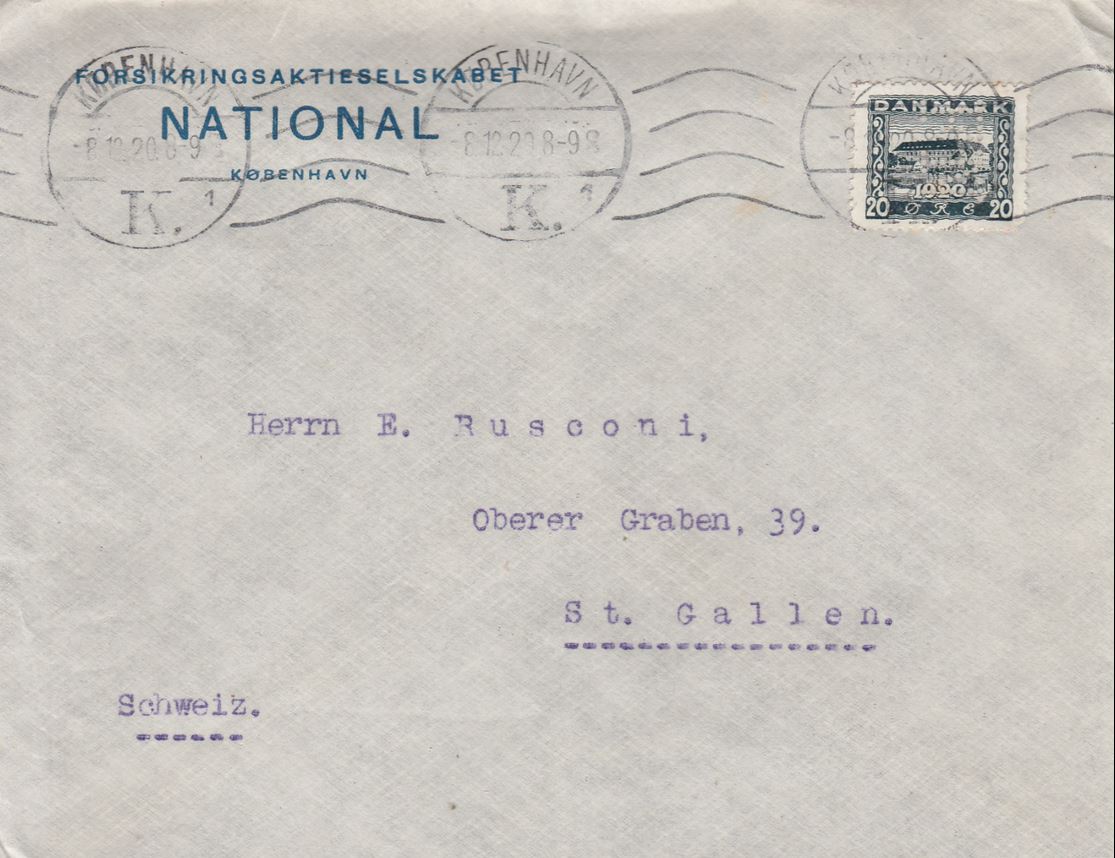 FORSIKRINGSAKTIESELSKABET
NATIONAL
KØBENHAVN
KØBENHAVN
-8.12.20.8-9
K.
1
KØBENHAVN
-8.12.20 8-9
K.
1
KØBENHAVN
DANMARK
1920
20 ØRE 20
Herrn E. Rusconi,
Oberer Graben, 39.
St. Gallen.
Schweiz.